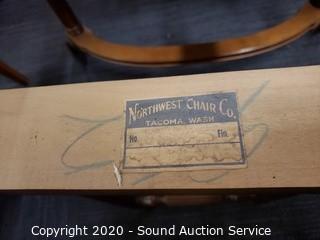 NORTHWEST CHAIR CO.
TACOMA, WASH
No. Fin.
Copyright 2020 - Sound Auction Service